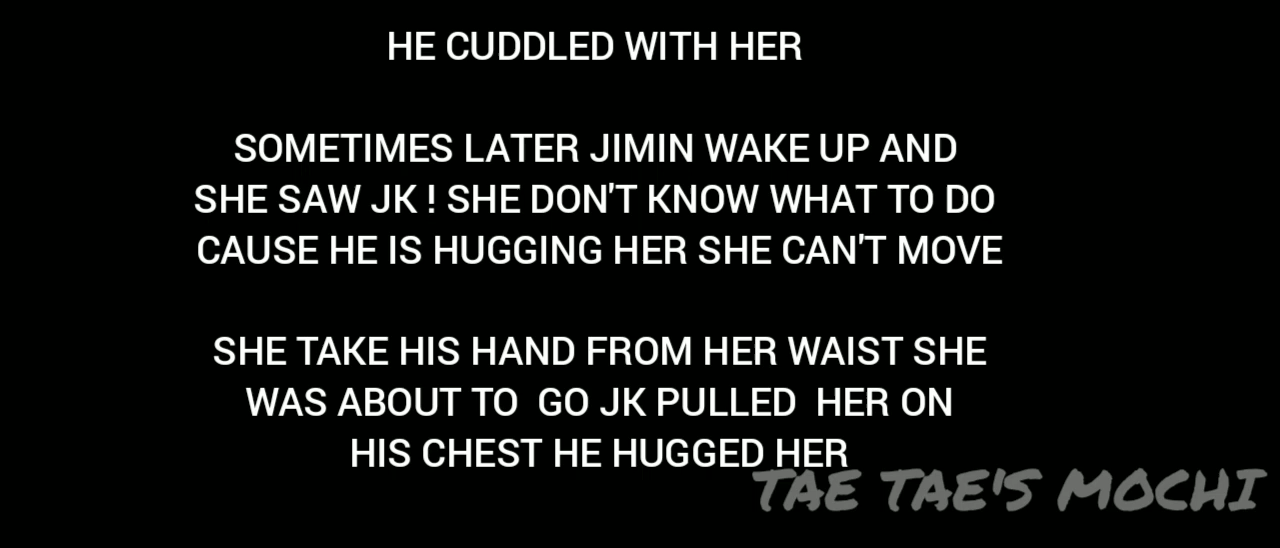 HE CUDDLED WITH HER
SOMETIMES LATER JIMIN WAKE UP AND
SHE SAW JK ! SHE DON'T KNOW WHAT TO DO
CAUSE HE IS HUGGING HER SHE CAN'T MOVE
SHE TAKE HIS HAND FROM HER WAIST SHE
WAS ABOUT TO  GO JK PULLED  HER ON
HIS CHEST HE HUGGED HER
TAE TAE'S MOCHI